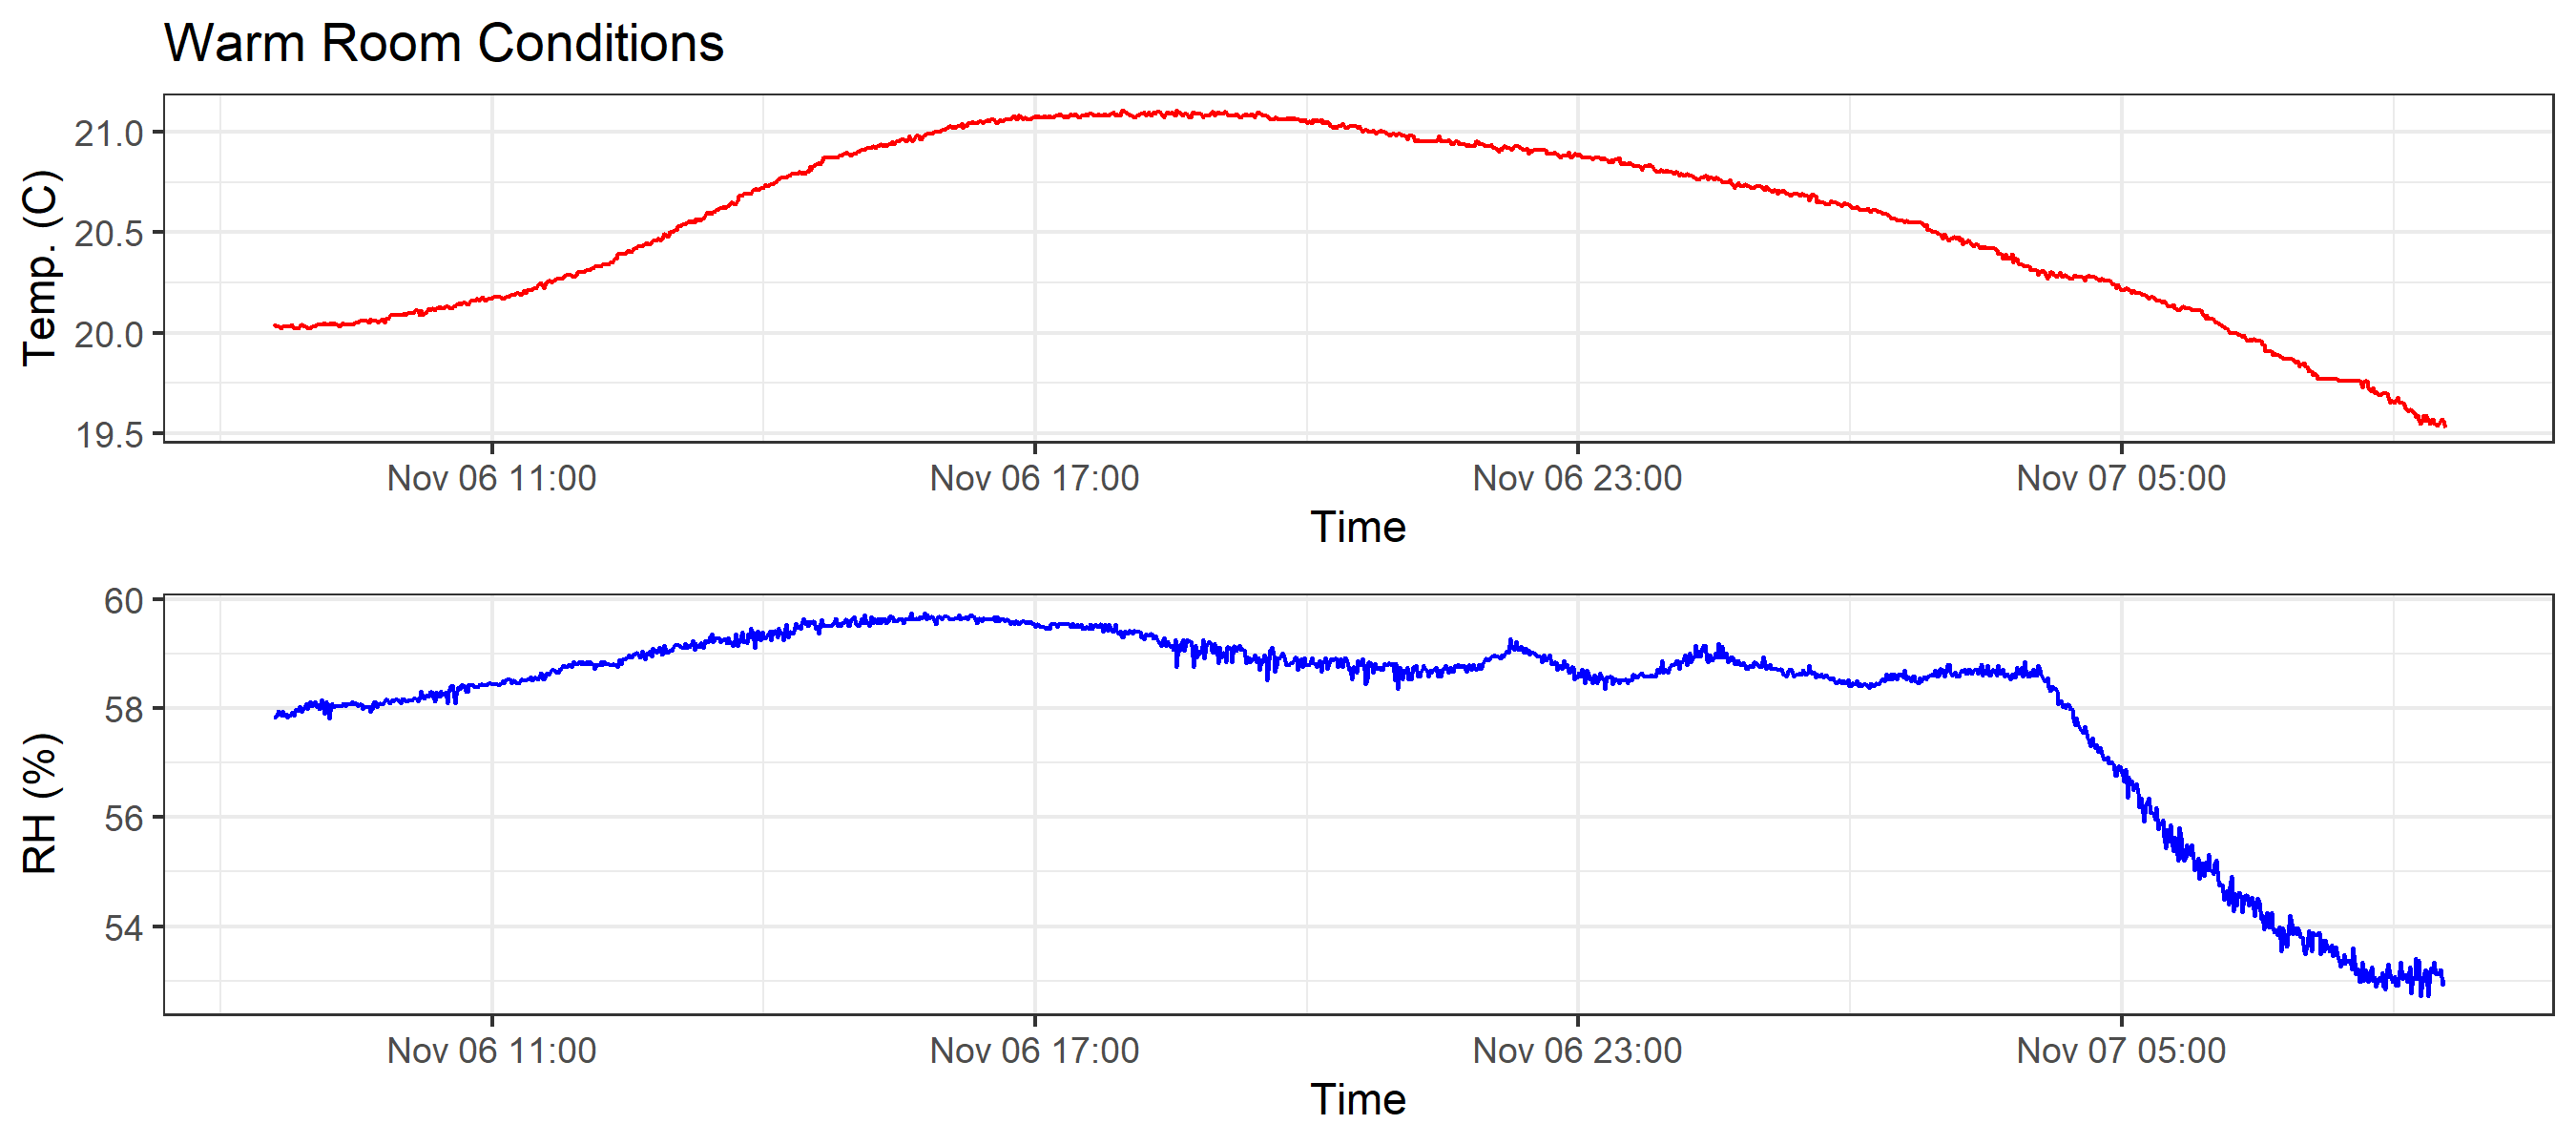 Warm Room Conditions
Temp. (C)
21.0
20.5
20.0
19.5
Nov 06 11:00 Nov 06 17:00 Nov 06 23:00 Nov 07 05:00
Time
RH (%)
60
58
56
54
Nov 06 11:00 Nov 06 17:00 Nov 06 23:00 Nov 07 05:00
Time